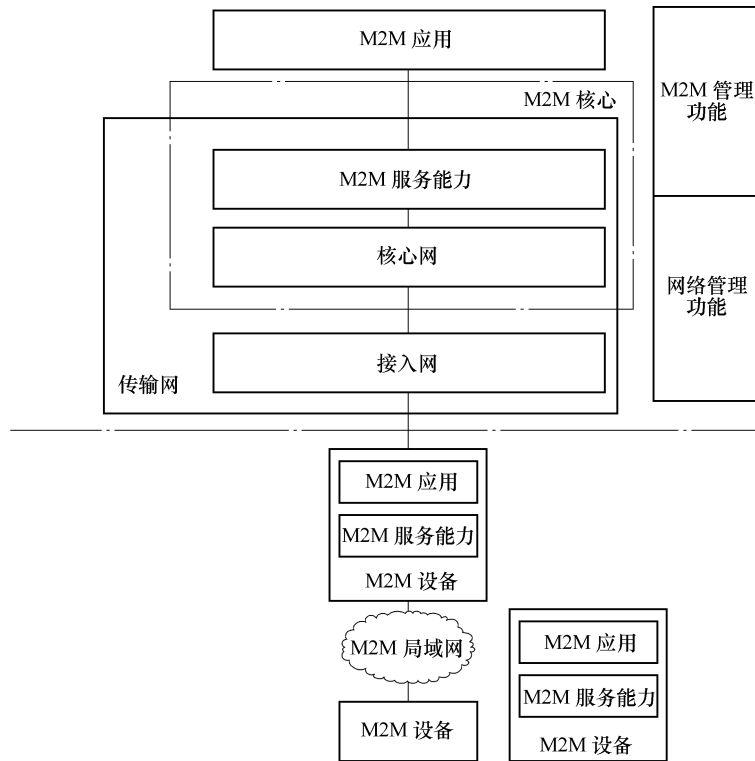 M2M 应用
M2M 核心
M2M 管理
功能
M2M 服务能力
核心网
网络管理
功能
接入网
传输网
M2M 应用
M2M 服务能力
M2M 设备
M2M 局域网
M2M 设备
M2M 应用
M2M 服务能力
M2M 设备